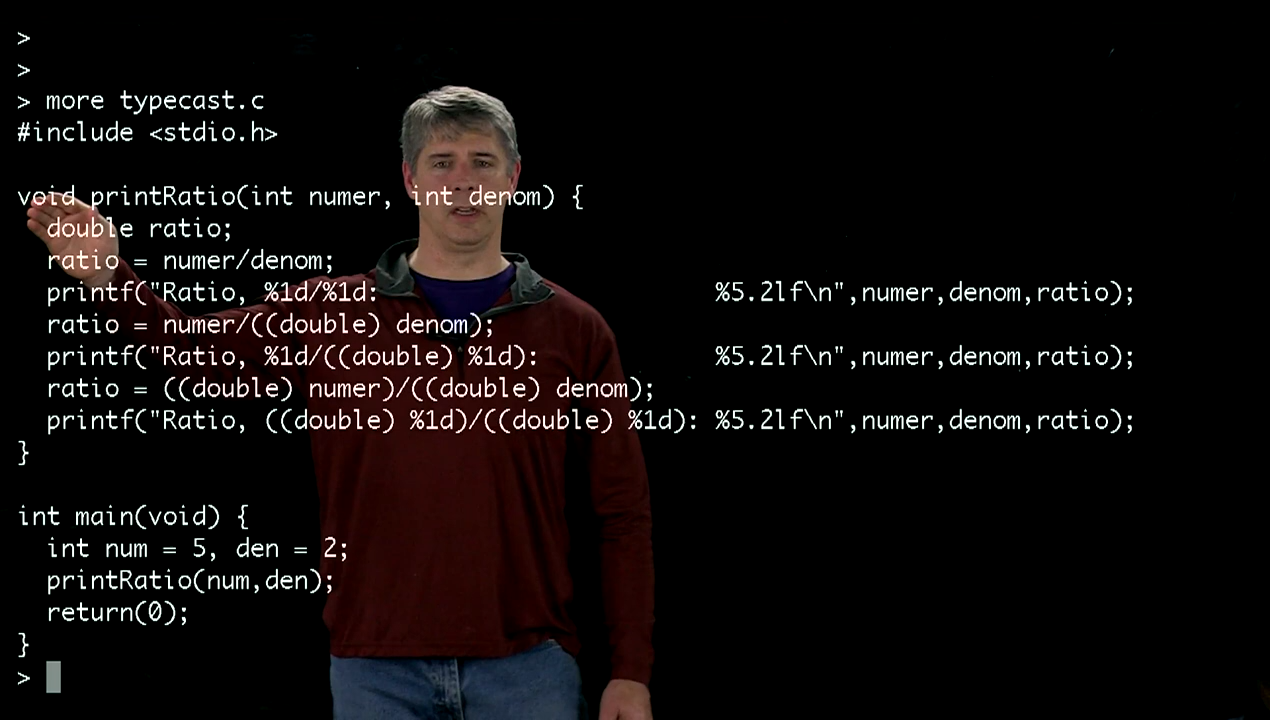 >
>
> more typecast.c
#include <stdio.h>
void printRatio(int numer, int denom) {
  double ratio;
  ratio = numer/denom;
  printf("Ratio, %1d/%1d:                       %5.2lf\n",numer,denom,ratio);
  ratio = numer/((double) denom);
  printf("Ratio, %1d/((double) %1d):            %5.2lf\n",numer,denom,ratio);
  ratio = ((double) numer)/((double) denom);
  printf("Ratio, ((double) %1d)/((double) %1d): %5.2lf\n",numer,denom,ratio);
}
int main(void) {
  int num = 5, den = 2;
  printRatio(num,den);
  return(0);
}
>